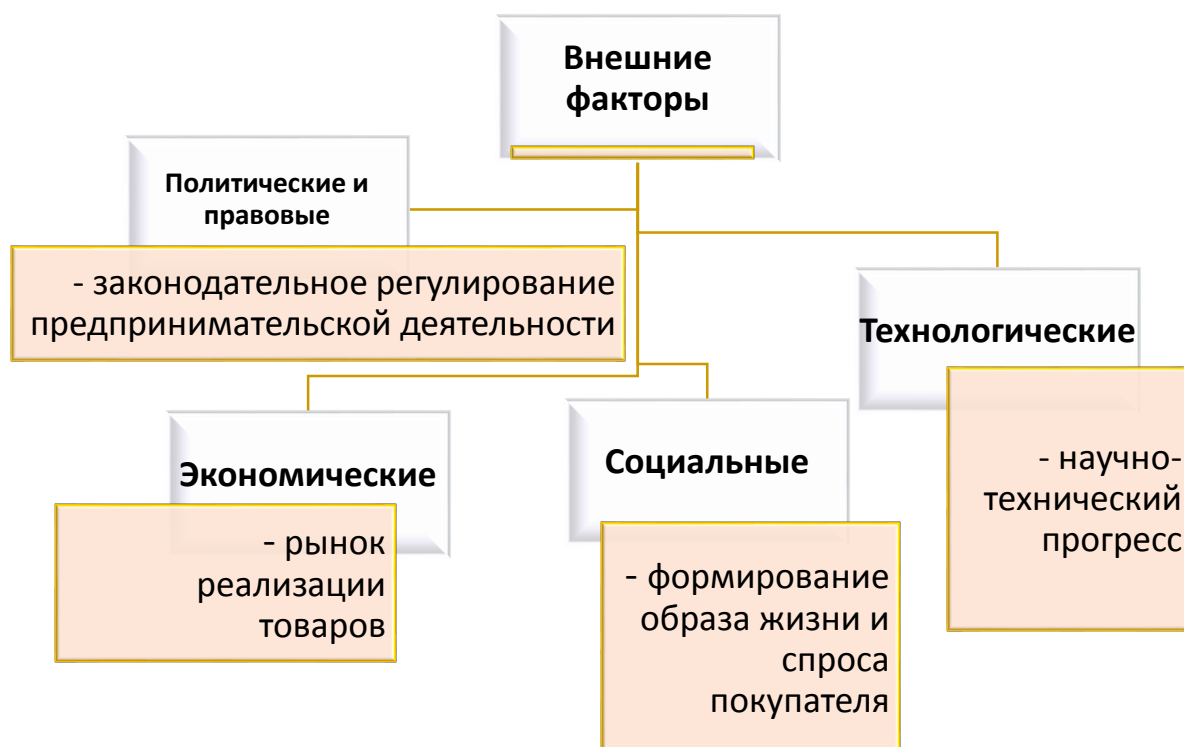 Внешние
факторы
Политические и
правовые
- законодательное регулирование
предпринимательской деятельности
Технологические
- научно-
технический
прогресс
Экономические
- рынок
реализации
товаров
Социальные
- формирование
образа жизни и
спроса
покупателя